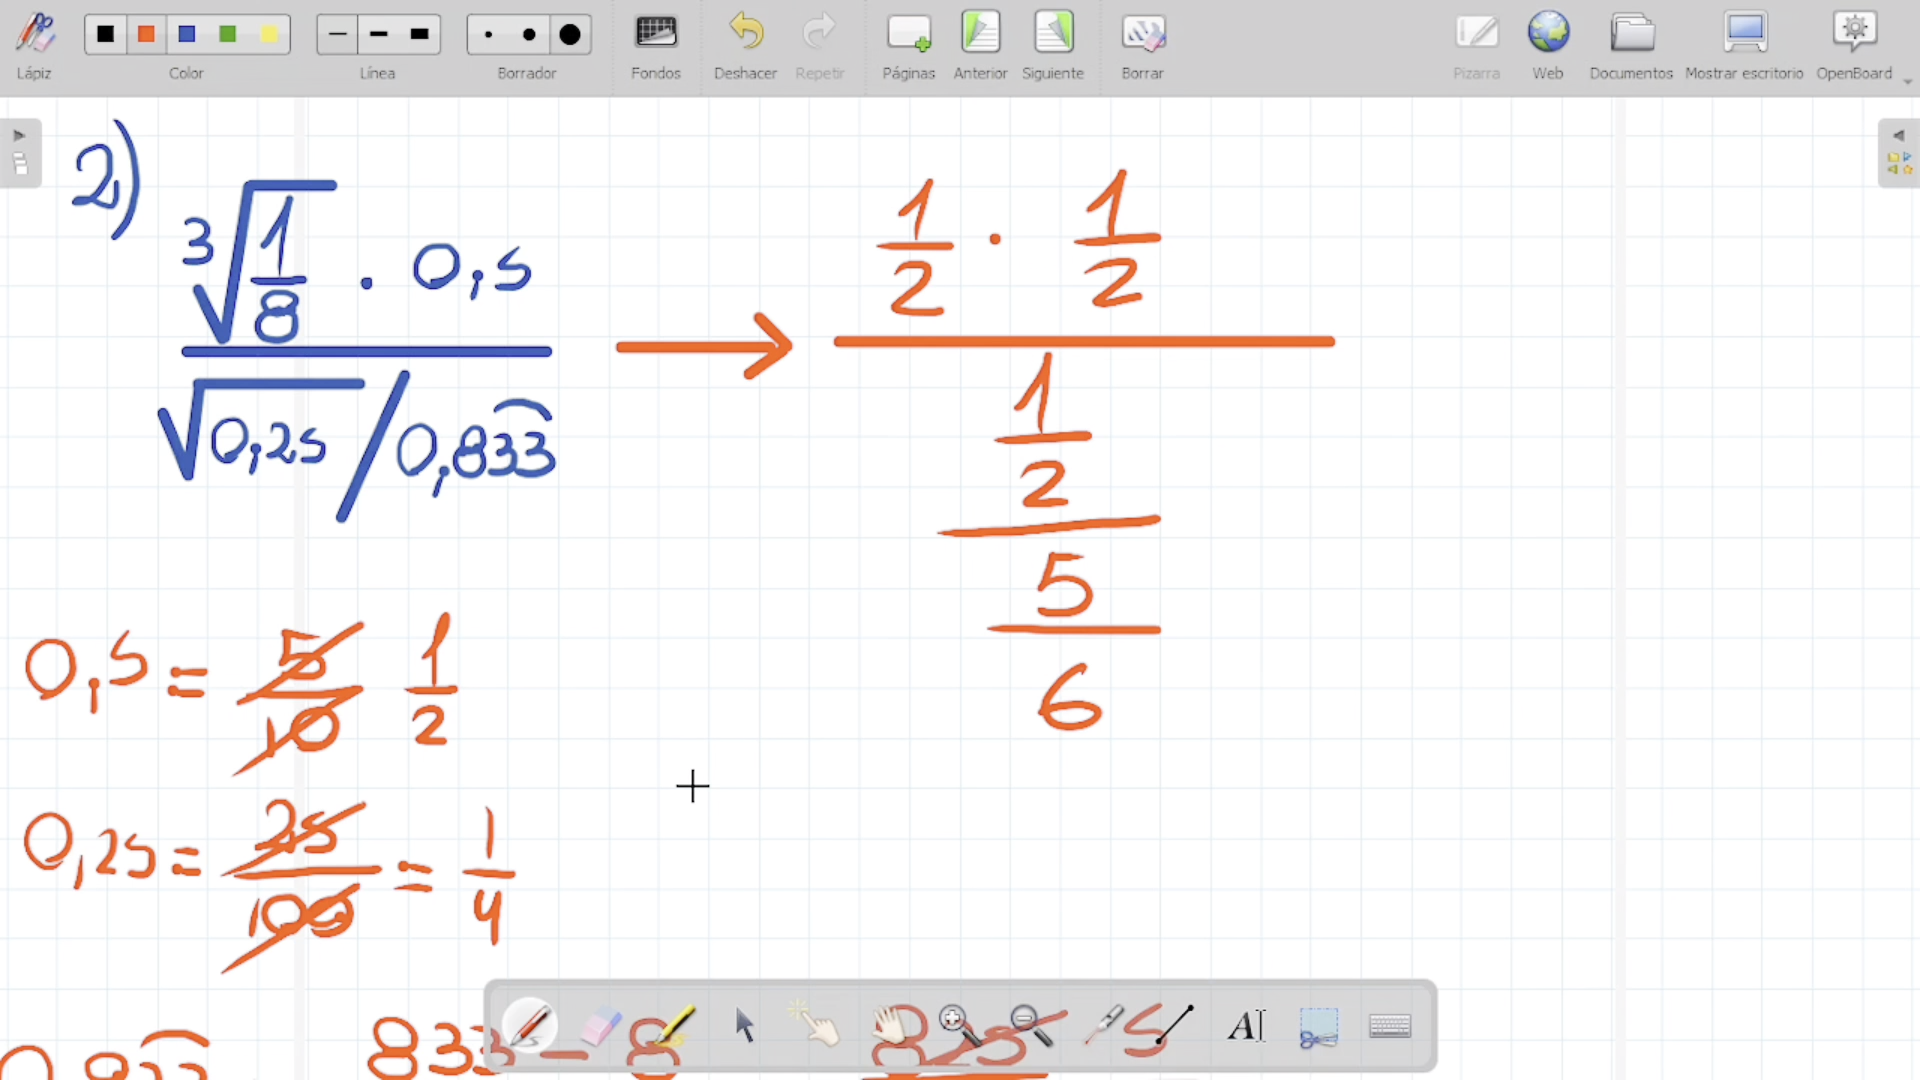 Lápiz Color Línea Borrador Fondos Deshacer Repetir Páginas Anterior Siguiente Borrar Pizarra Web Documentos Mostrar escritorio OpenBoard
2)
3√1/8 · 0,5
√0,25 / 0,833
1/2 · 1/2
1/2
5
6
0,5 = 5/10 1/2
0,25 = 25/100 = 1/4
833 - 8